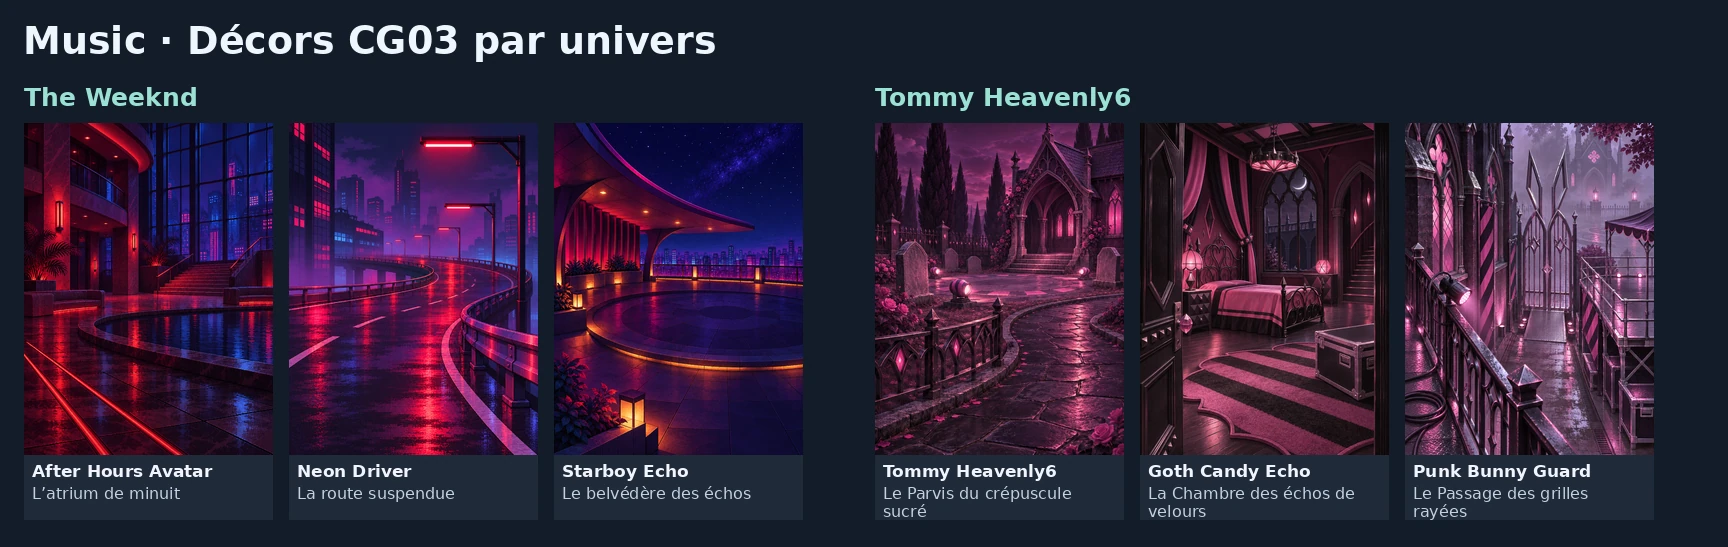 Music · Décors CG03 par univers
The Weeknd
After Hours Avatar
L’atrium de minuit
Neon Driver
La route suspendue
Starboy Echo
Le belvédère des échos
Tommy Heavenly6
Tommy Heavenly6
Le Parvis du crépuscule
sucré
Goth Candy Echo
La Chambre des échos de
velours
Punk Bunny Guard
Le Passage des grilles
rayées